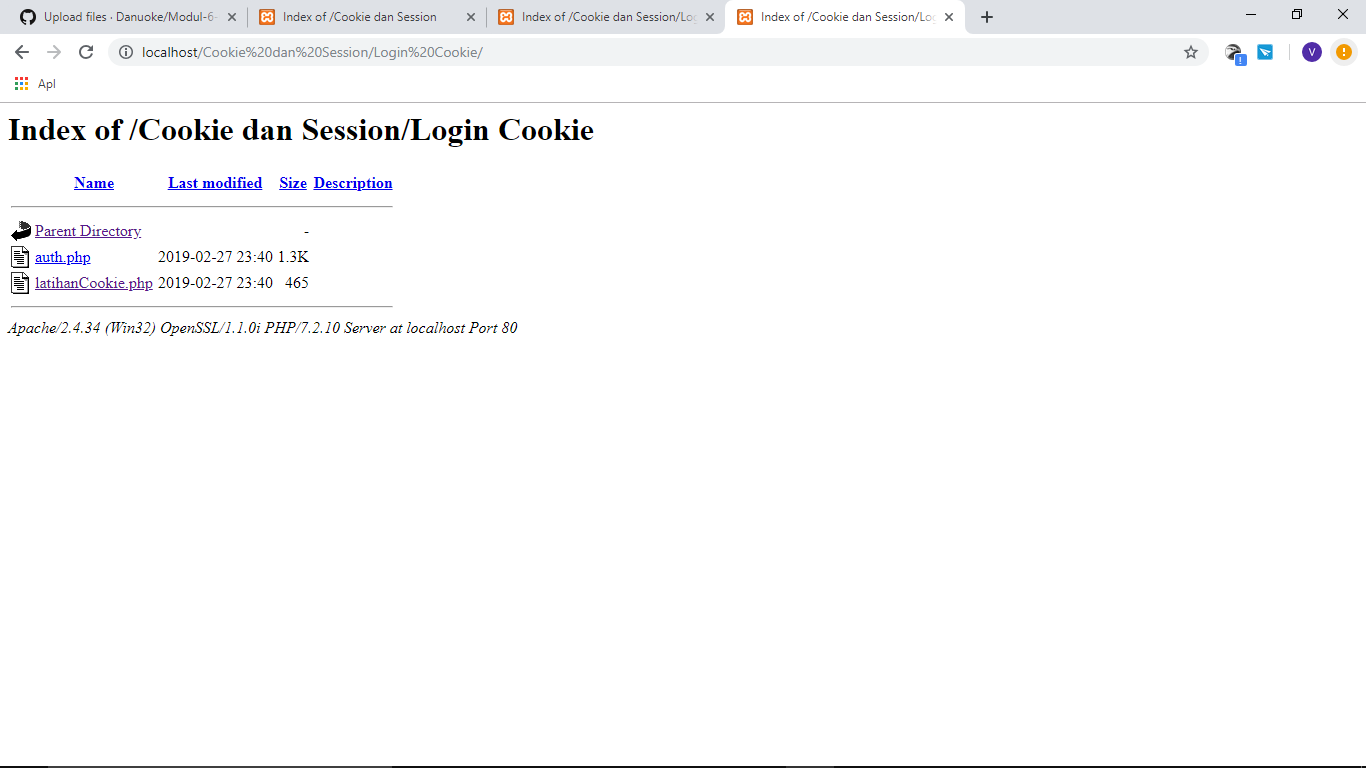 Upload files · Danuoke/Modul-6-
Index of /Cookie dan Session
Index of /Cookie dan Session/Log
Index of /Cookie dan Session/Log
localhost/Cookie%20dan%20Session/Login%20Cookie/
V
Apl
Index of /Cookie dan Session/Login Cookie
Name Last modified Size Description
Parent Directory -
auth.php 2019-02-27 23:40 1.3K
latihanCookie.php 2019-02-27 23:40 465
Apache/2.4.34 (Win32) OpenSSL/1.1.0i PHP/7.2.10 Server at localhost Port 80